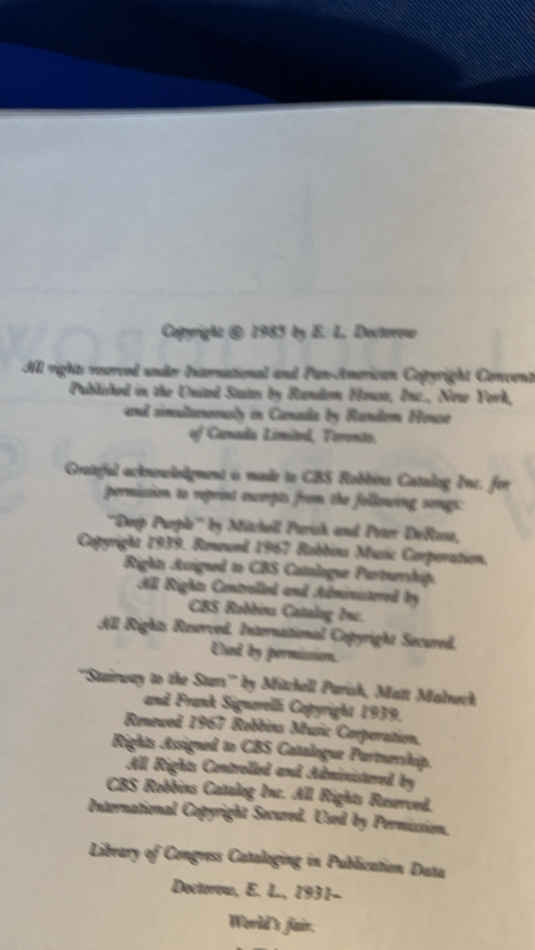 Copyright © 1985 by E. L. Doctorow
All rights reserved under International and Pan-American Copyright
Published in the United States by Random House, Inc., New York,
and simultaneously in Canada by Random House
of Canada Limited, Toronto.
Grateful acknowledgment is made to CBS Robbins Catalog Inc. for
permission to reprint excerpts from the following songs:
"Deep Purple" by Mitchell Parish and Peter DeRose,
Copyright 1939. Renewed 1967 Robbins Music Corporation.
Rights Assigned to CBS Catalogue Partnership.
All Rights Controlled and Administered by
CBS Robbins Catalog Inc.
All Rights Reserved. International Copyright Secured.
Used by permission.
"Stairway to the Stars" by Mitchell Parish, Matt Malneck
and Frank Signorelli Copyright 1939.
Renewed 1967 Robbins Music Corporation.
Rights Assigned to CBS Catalogue Partnership.
All Rights Controlled and Administered by
CBS Robbins Catalog Inc. All Rights Reserved.
International Copyright Secured. Used by Permission.
Library of Congress Cataloging in Publication Data
Doctorow, E. L., 1931–
World's fair.